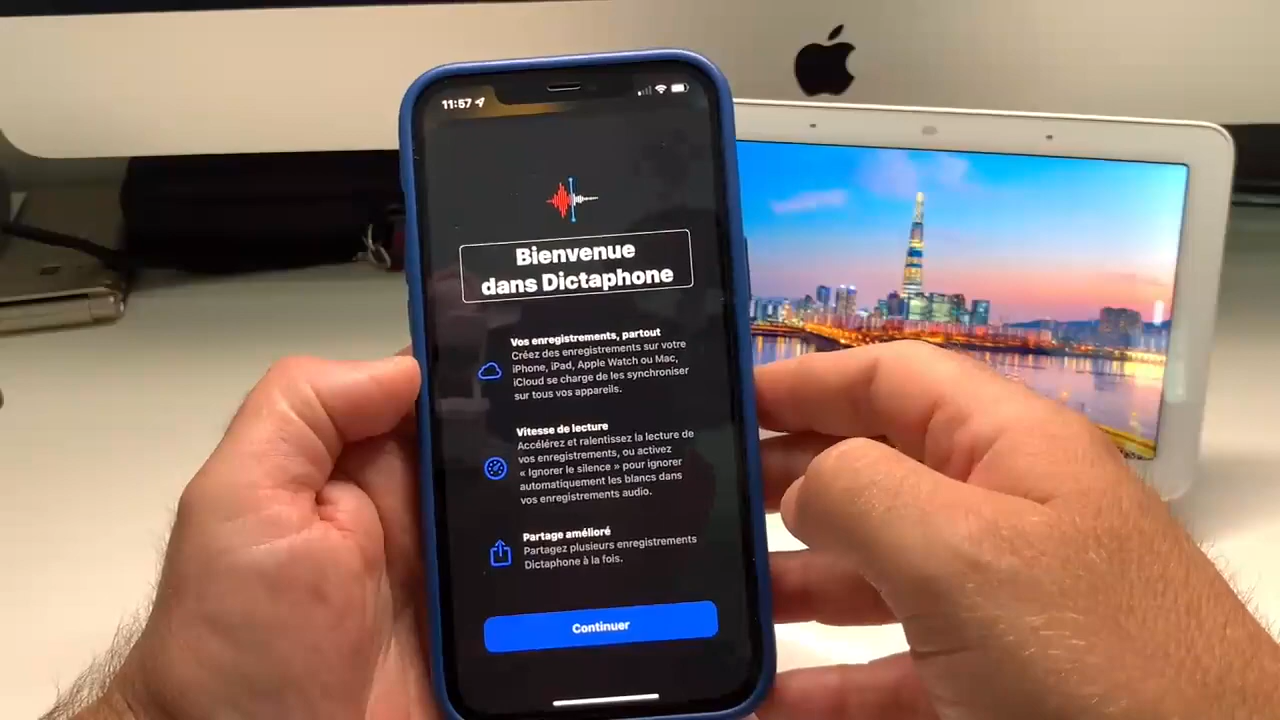 11:57
Bienvenue
dans Dictaphone
Vos enregistrements, partout
Créez des enregistrements sur votre
iPhone, iPad, Apple Watch ou Mac,
iCloud se charge de les synchroniser
sur tous vos appareils.
Vitesse de lecture
Accélérez et ralentissez la lecture de
vos enregistrements, ou activez
« Ignorer le silence » pour ignorer
automatiquement les blancs dans
vos enregistrements audio.
Partage amélioré
Partagez plusieurs enregistrements
Dictaphone à la fois.
Continuer